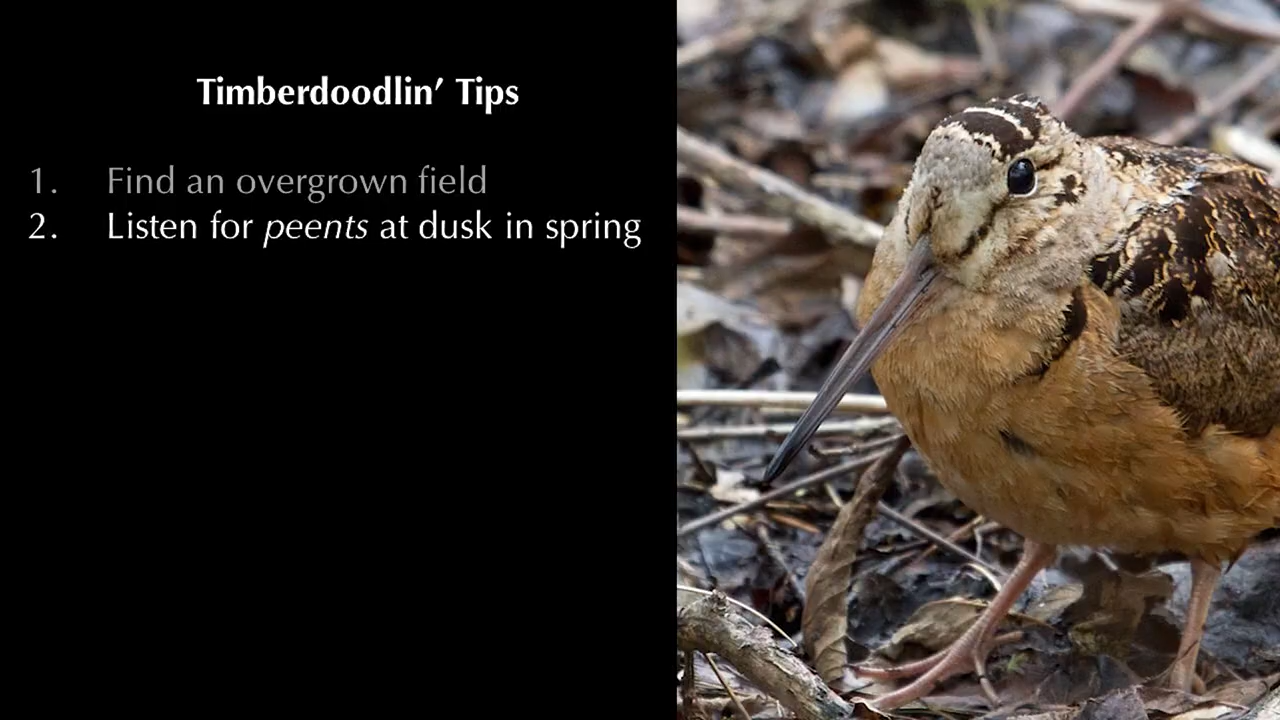 Timberdoodlin’ Tips
1. Find an overgrown field
2. Listen for peents at dusk in spring